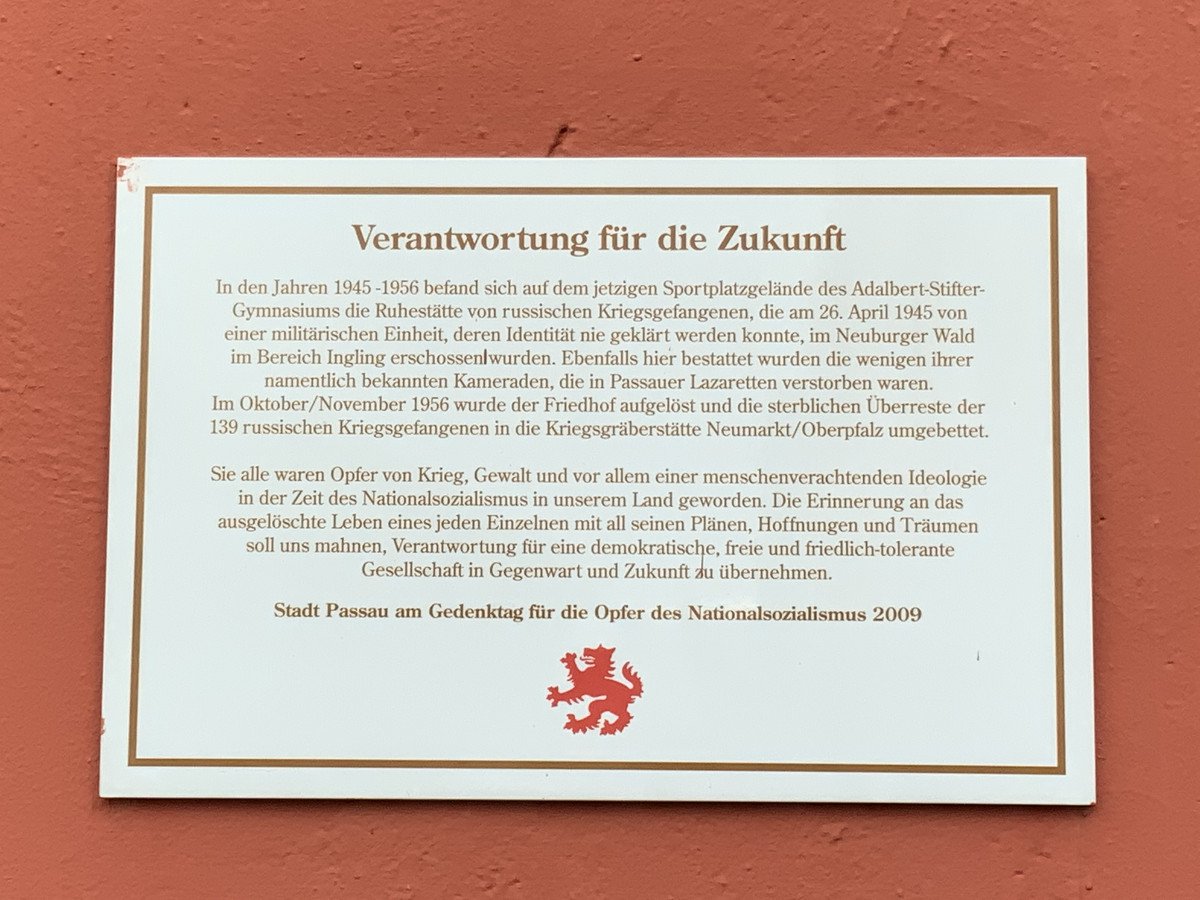 Verantwortung für die Zukunft
In den Jahren 1945 -1956 befand sich auf dem jetzigen Sportplatzgelände des Adalbert-Stifter-
Gymnasiums die Ruhestätte von russischen Kriegsgefangenen, die am 26. April 1945 von
einer militärischen Einheit, deren Identität nie geklärt werden konnte, im Neuburger Wald
im Bereich Ingling erschossen wurden. Ebenfalls hier bestattet wurden die wenigen ihrer
namentlich bekannten Kameraden, die in Passauer Lazaretten verstorben waren.
Im Oktober/November 1956 wurde der Friedhof aufgelöst und die sterblichen Überreste der
139 russischen Kriegsgefangenen in die Kriegsgräberstätte Neumarkt/Oberpfalz umgebettet.
Sie alle waren Opfer von Krieg, Gewalt und vor allem einer menschenverachtenden Ideologie
in der Zeit des Nationalsozialismus in unserem Land geworden. Die Erinnerung an das
ausgelöschte Leben eines jeden Einzelnen mit all seinen Plänen, Hoffnungen und Träumen
soll uns mahnen, Verantwortung für eine demokratische, freie und friedlich-tolerante
Gesellschaft in Gegenwart und Zukunft zu übernehmen.
Stadt Passau am Gedenktag für die Opfer des Nationalsozialismus 2009